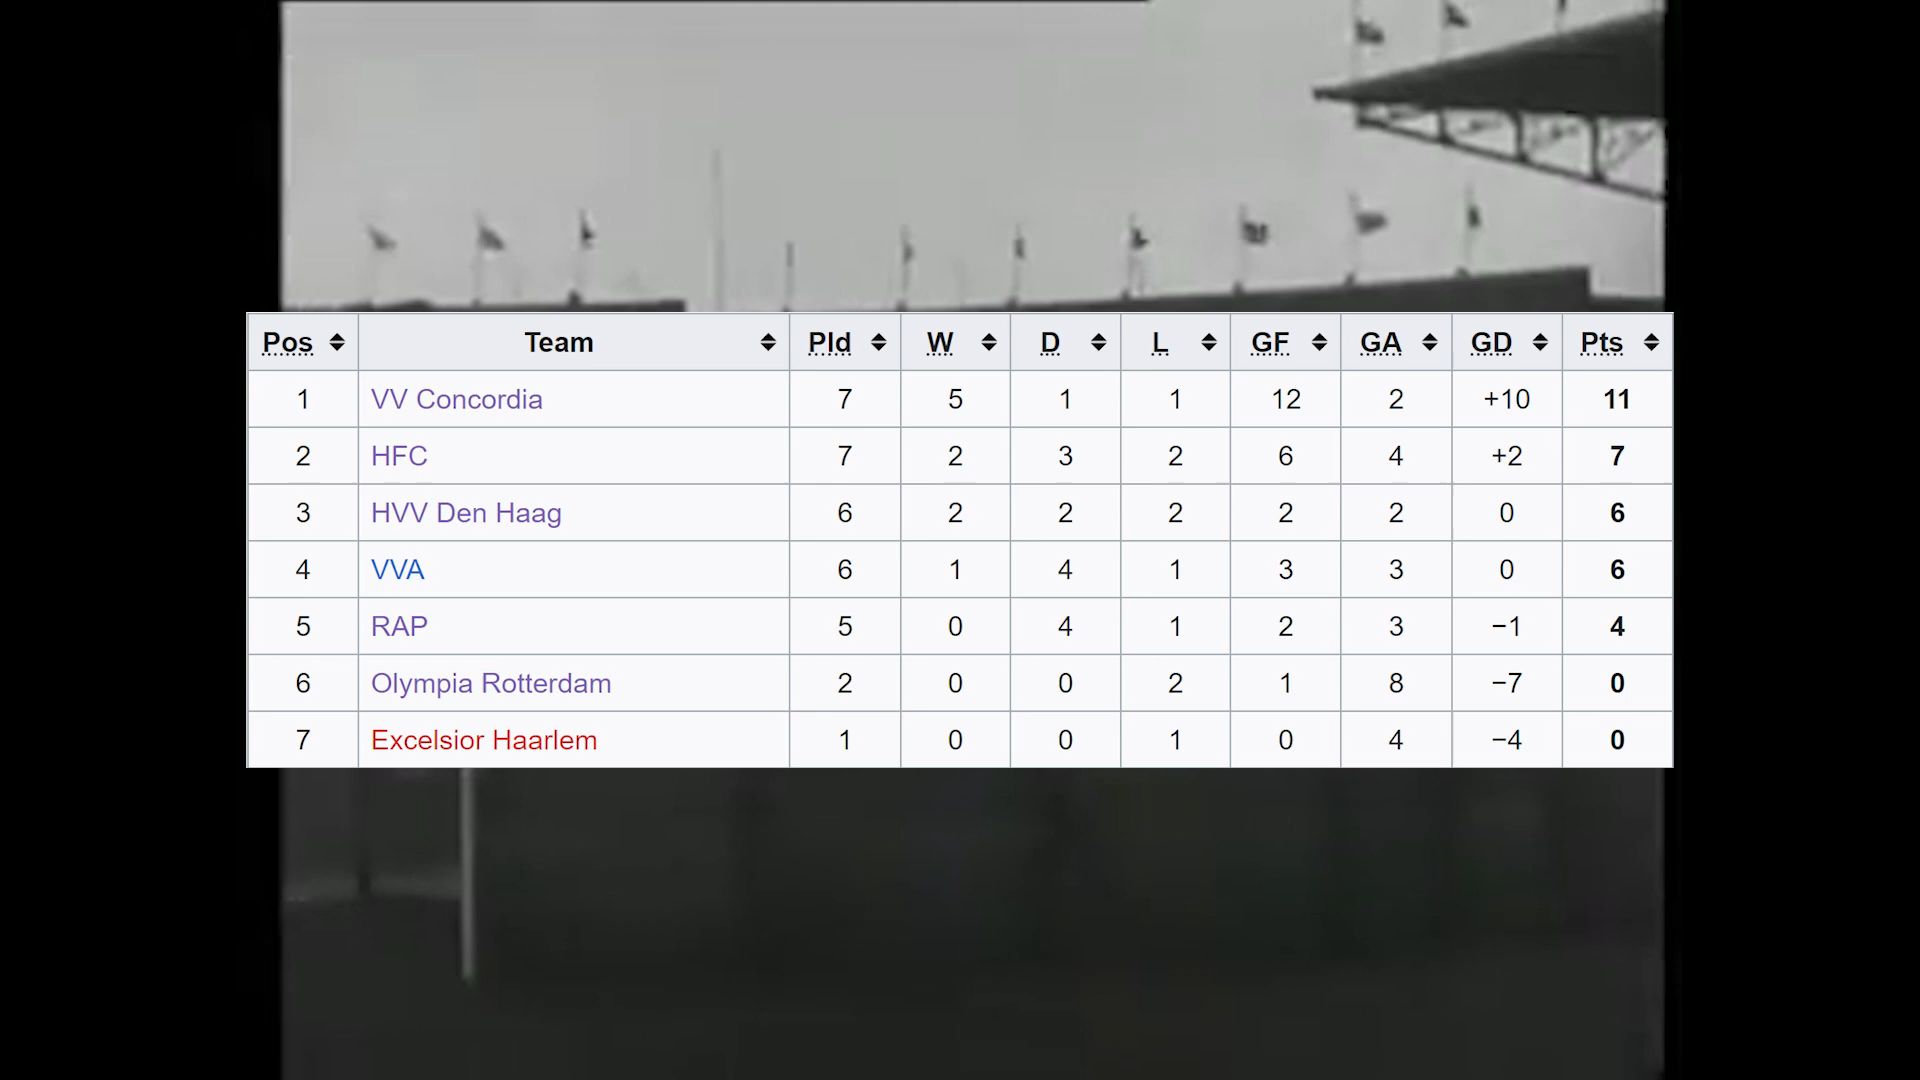 Pos Team Pld W D L GF GA GD Pts
1 VV Concordia 7 5 1 1 12 2 +10 11
2 HFC 7 2 3 2 6 4 +2 7
3 HVV Den Haag 6 2 2 2 2 2 0 6
4 VVA 6 1 4 1 3 3 0 6
5 RAP 5 0 4 1 2 3 −1 4
6 Olympia Rotterdam 2 0 0 2 1 8 −7 0
7 Excelsior Haarlem 1 0 0 1 0 4 −4 0